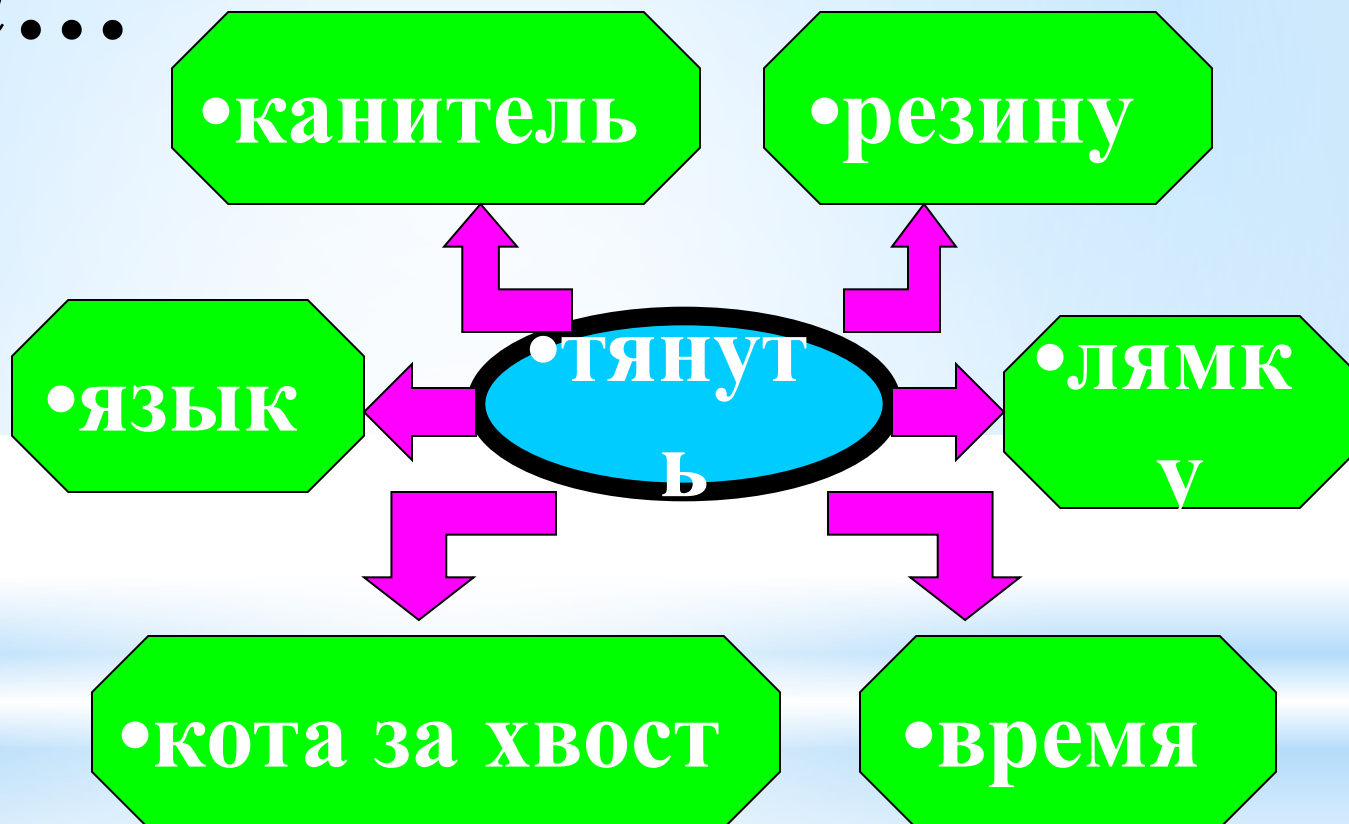 ...
•канитель
•резину
•тянут
ь
•язык
•лямк
у
•кота за хвост
•время